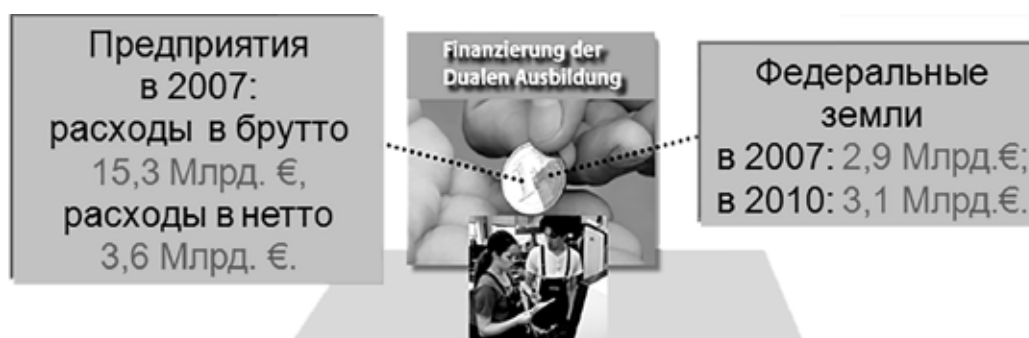 Предприятия
в 2007:
расходы в брутто
15,3 Млрд. €,
расходы в нетто
3,6 Млрд. €.
Finanzierung der
Dualen Ausbildung
Федеральные
земли
в 2007: 2,9 Млрд.€;
в 2010: 3,1 Млрд.€.